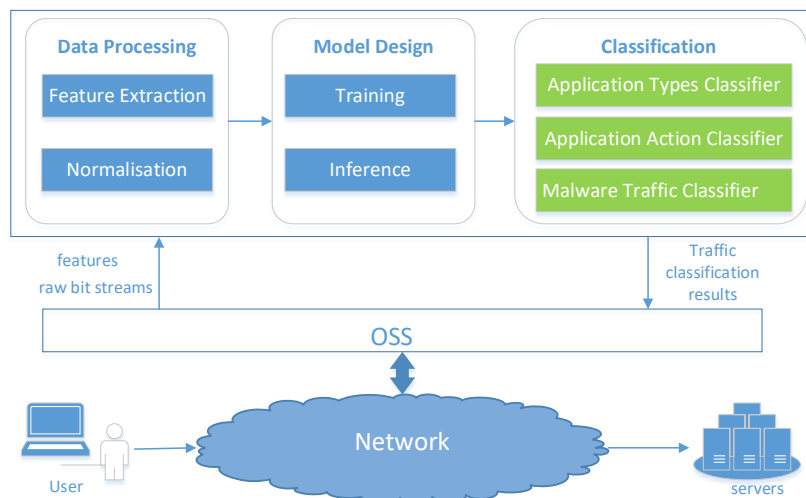 Data Processing
Feature Extraction
Normalisation
Model Design
Training
Inference
Classification
Application Types Classifier
Application Action Classifier
Malware Traffic Classifier
features
raw bit streams
Traffic
classification
results
OSS
Network
User
servers